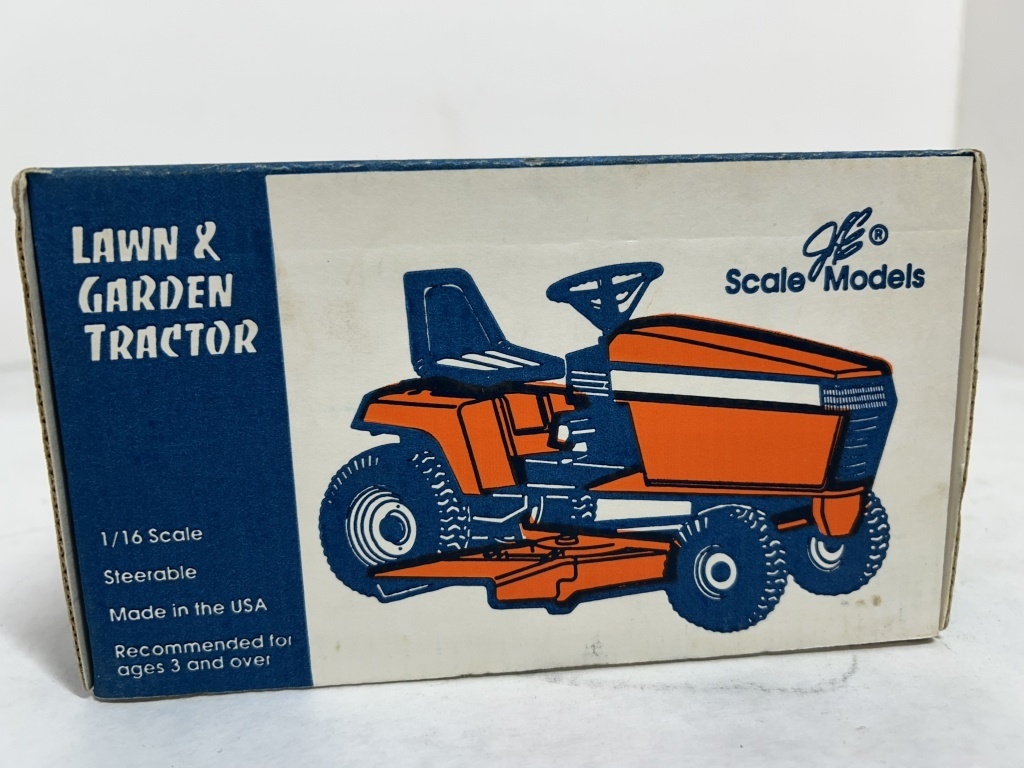 LAWN &
GARDEN
TRACTOR
1/16 Scale
Steerable
Made in the USA
Recommended for
ages 3 and over
JLE ®
Scale Models